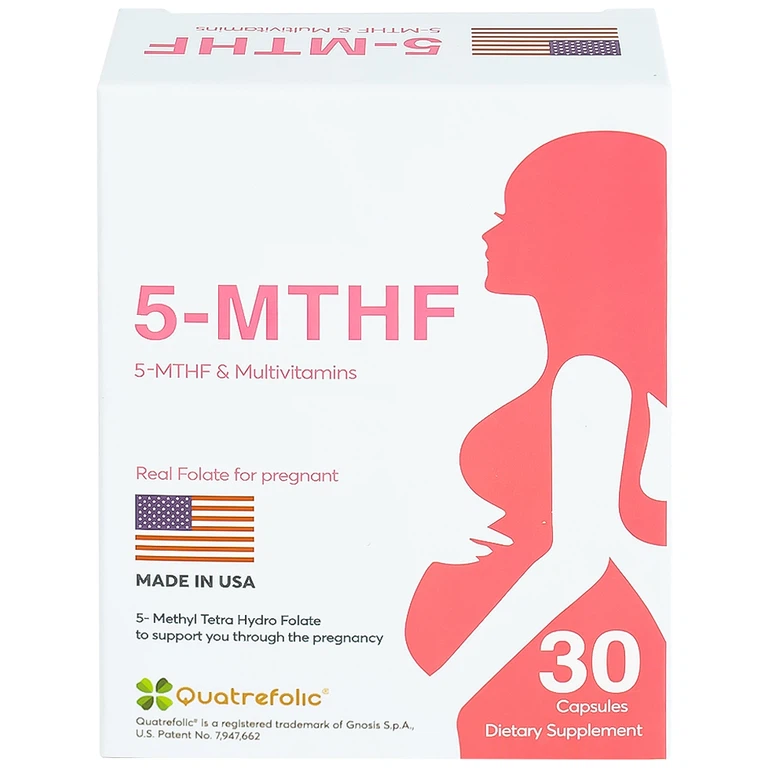 5-MTHF & Multivitamins
5-MTHF
5-MTHF
5-MTHF & Multivitamins
Real Folate for pregnant
MADE IN USA
5- Methyl Tetra Hydro Folate
to support you through the pregnancy
Quatrefolic®
Quatrefolic® is a registered trademark of Gnosis S.p.A.,
U.S. Patent No. 7,947,662
30
Capsules
Dietary Supplement